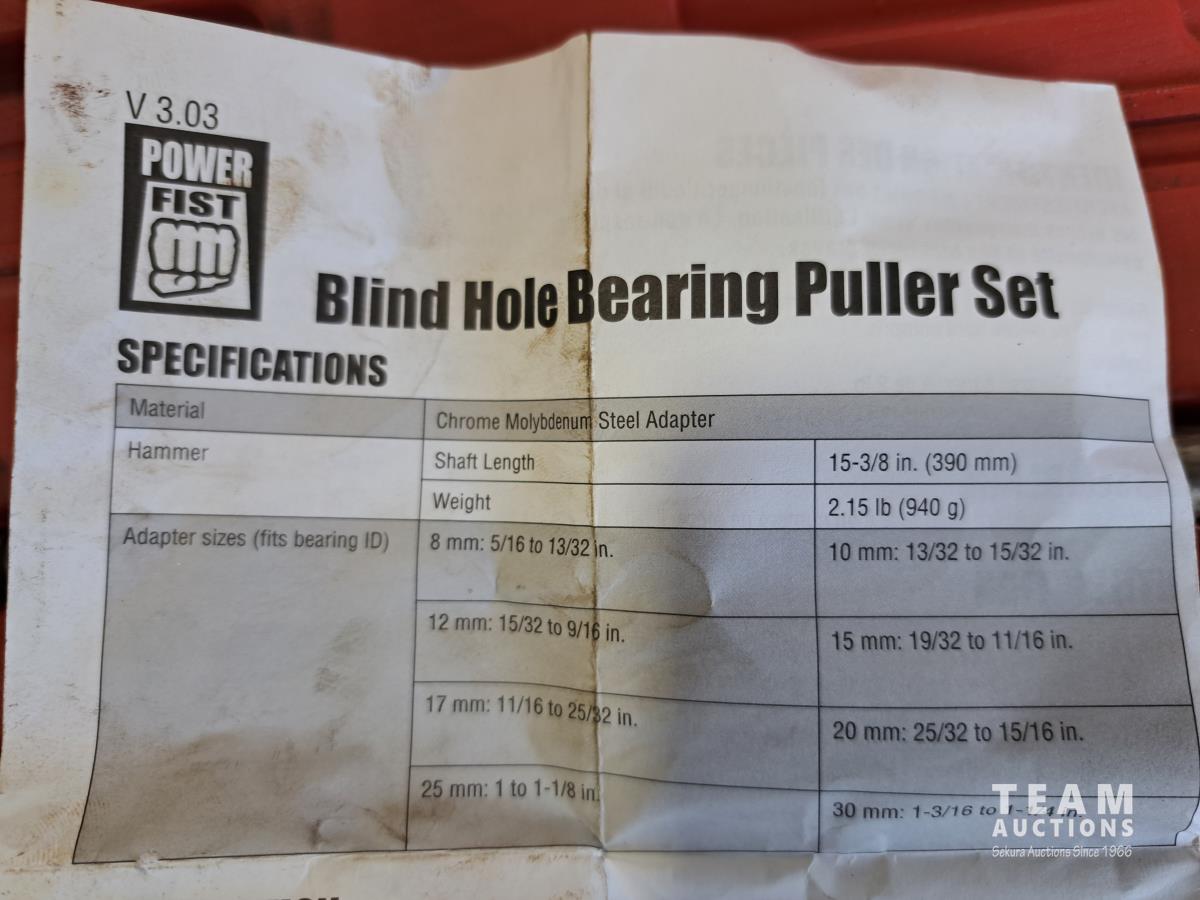 V 3.03
POWER
FIST
Blind Hole Bearing Puller Set
SPECIFICATIONS
Material Chrome Molybdenum Steel Adapter
Hammer Shaft Length 15-3/8 in. (390 mm)
Weight 2.15 lb (940 g)
Adapter sizes (fits bearing ID) 8 mm: 5/16 to 13/32 in. 10 mm: 13/32 to 15/32 in.
12 mm: 15/32 to 9/16 in. 15 mm: 19/32 to 11/16 in.
17 mm: 11/16 to 25/32 in. 20 mm: 25/32 to 15/16 in.
25 mm: 1 to 1-1/8 in. 30 mm: 1-3/16 to in.
TEAM
AUCTIONS
Sekura Auctions Since 1966